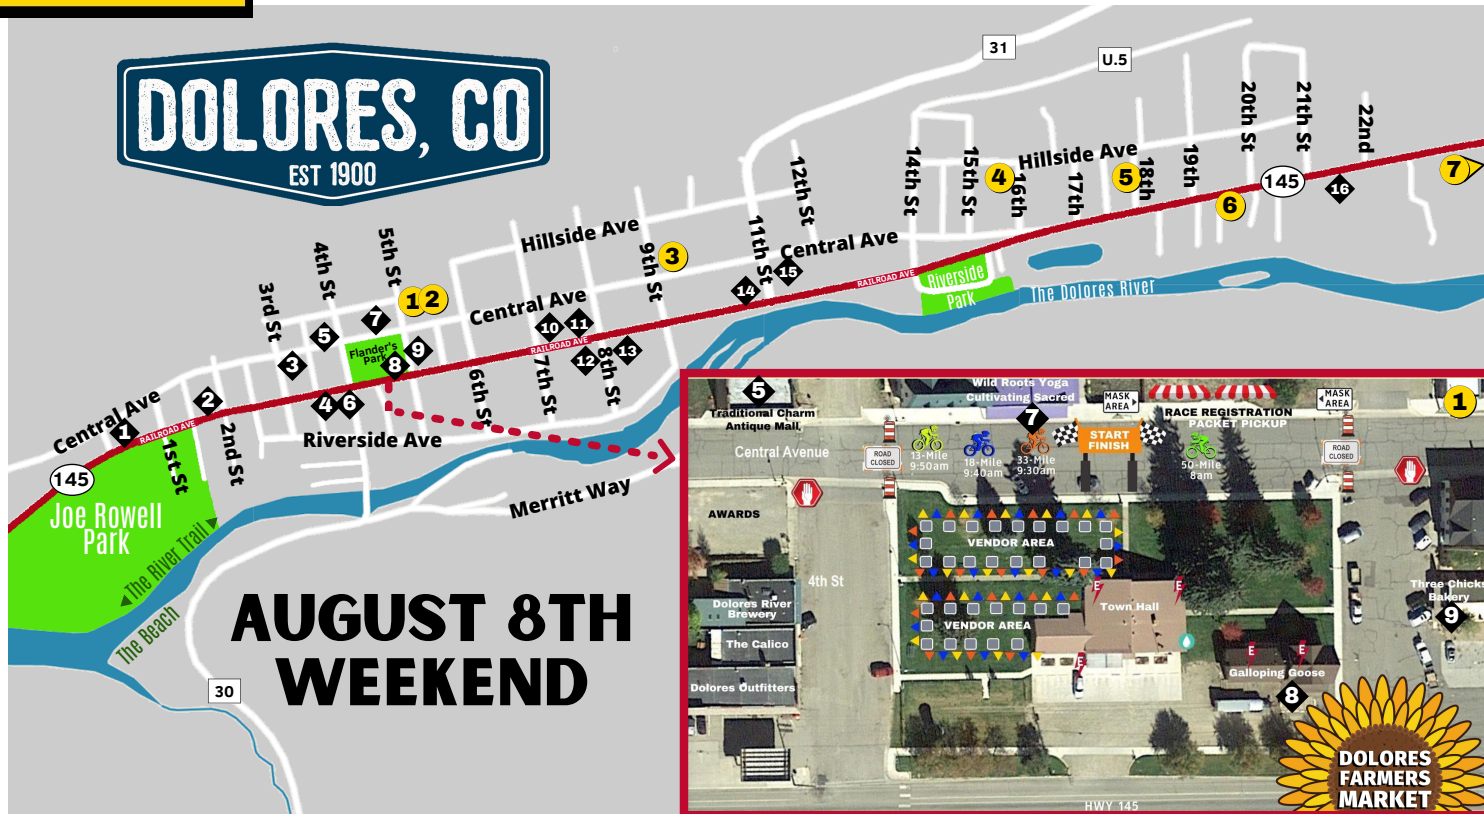 DOLORES, CO
EST 1900
31
U.5
20th St
21th St
22nd
19th
18th
17th
16th
15th St
14th St
12th St
11th St
9th St
8th St
7th St
6th St
5th St
4th St
3rd St
2nd St
1st St
Hillside Ave
Hillside Ave
Central Ave
Central Ave
Central Ave
Riverside Ave
Merritt Way
RAILROAD AVE
RAILROAD AVE
RAILROAD AVE
145
145
30
Riverside
Park
The Dolores River
Flander's
Park
Joe Rowell
Park
The River Trail
The Beach
1
2
3
4
5
6
7
1
2
3
4
5
6
7
8
9
10
11
12
13
14
15
16
AUGUST 8TH
WEEKEND
5
Traditional Charm
Antique Mall
Wild Roots Yoga
Cultivating Sacred
7
MASK
AREA
RACE REGISTRATION
PACKET PICKUP
MASK
AREA
1
Central Avenue
ROAD
CLOSED
13-Mile
9:50am
18-Mile
9:40am
33-Mile
9:30am
START
FINISH
50-Mile
8am
ROAD
CLOSED
AWARDS
VENDOR AREA
4th St
VENDOR AREA
Town Hall
E
E
E
E
E
Dolores River
Brewery
The Calico
Dolores Outfitters
Three Chicks
Bakery
9
Galloping Goose
8
HWY 145
DOLORES
FARMERS
MARKET